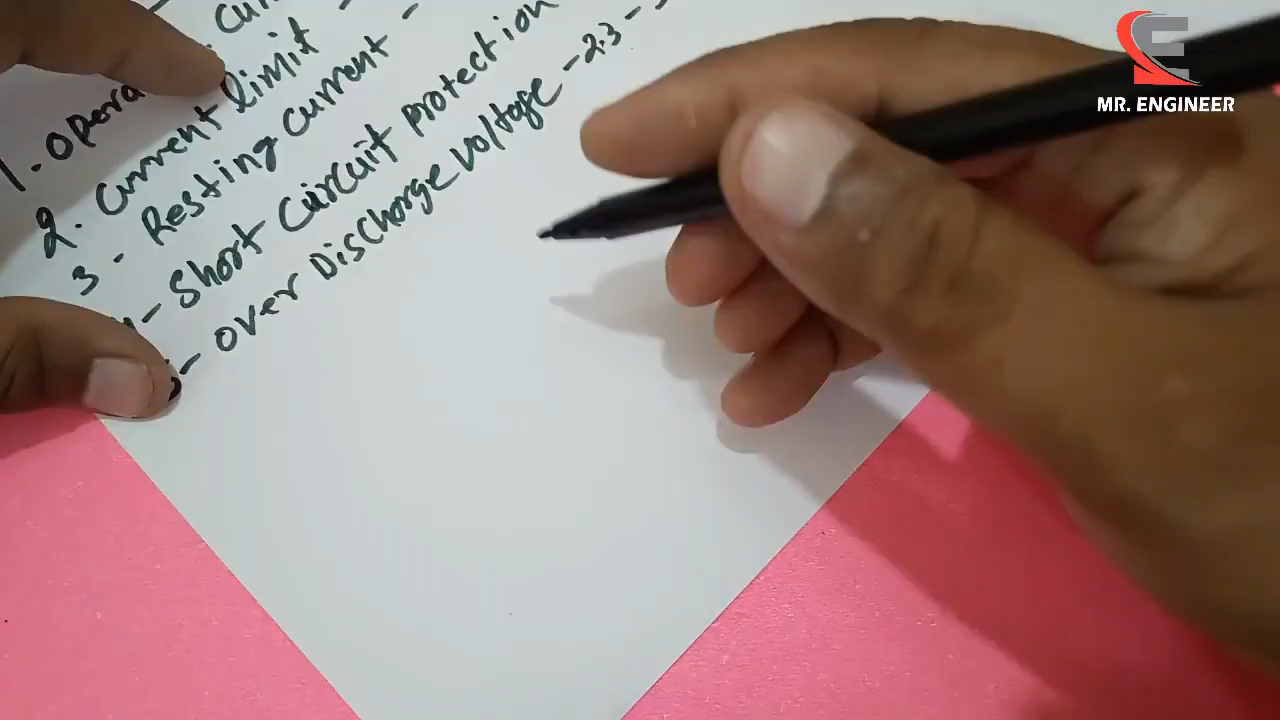 1. Opera
2. Current limit -
3. Resting current -
- Short Circuit protection
- over Discharge voltage - 2.3 -
MR. ENGINEER